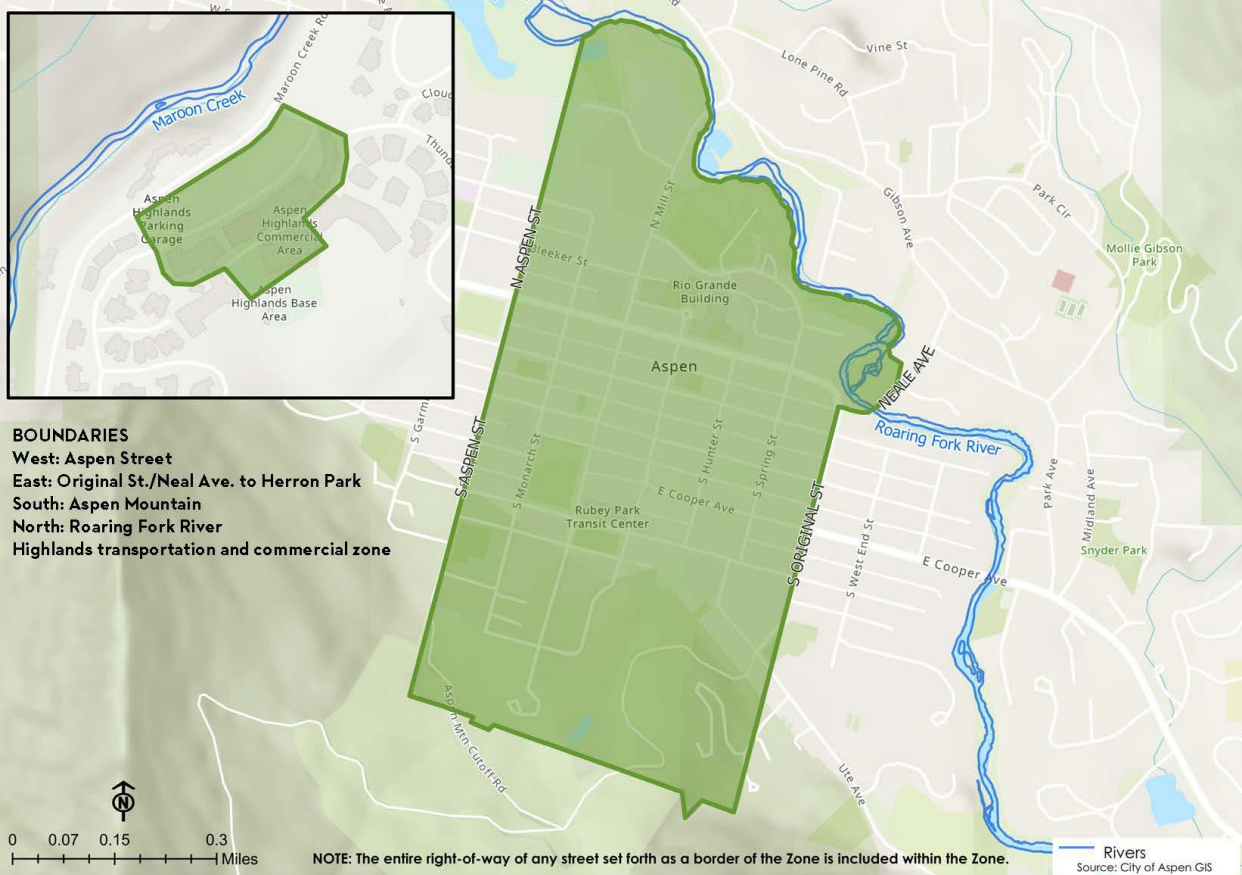 Maroon Creek Rd
Maroon Creek
Cloud
Thund
Aspen
Highlands
Parking
Garage
Aspen
Highlands
Commercial
Area
Aspen
Highlands Base
Area
BOUNDARIES
West: Aspen Street
East: Original St./Neal Ave. to Herron Park
South: Aspen Mountain
North: Roaring Fork River
Highlands transportation and commercial zone
Rd
Vine St
Lone Pine Rd
Gibson Ave
Park Cir
Mollie Gibson
Park
N Mill St
N ASPEN ST
Bleeker St
Rio Grande
Building
Aspen
NEALE AVE
Roaring Fork River
S Garm
S ASPEN ST
S Monarch St
S Hunter St
S Spring St
E Cooper Ave
Rubey Park
Transit Center
S ORIGINAL ST
S West End St
E Cooper Ave
Park Ave
Midland Ave
Snyder Park
Aspen Mtn Cutoff Rd
Ute Ave
N
0 0.07 0.15 0.3
Miles
NOTE: The entire right-of-way of any street set forth as a border of the Zone is included within the Zone.
Rivers
Source: City of Aspen GIS